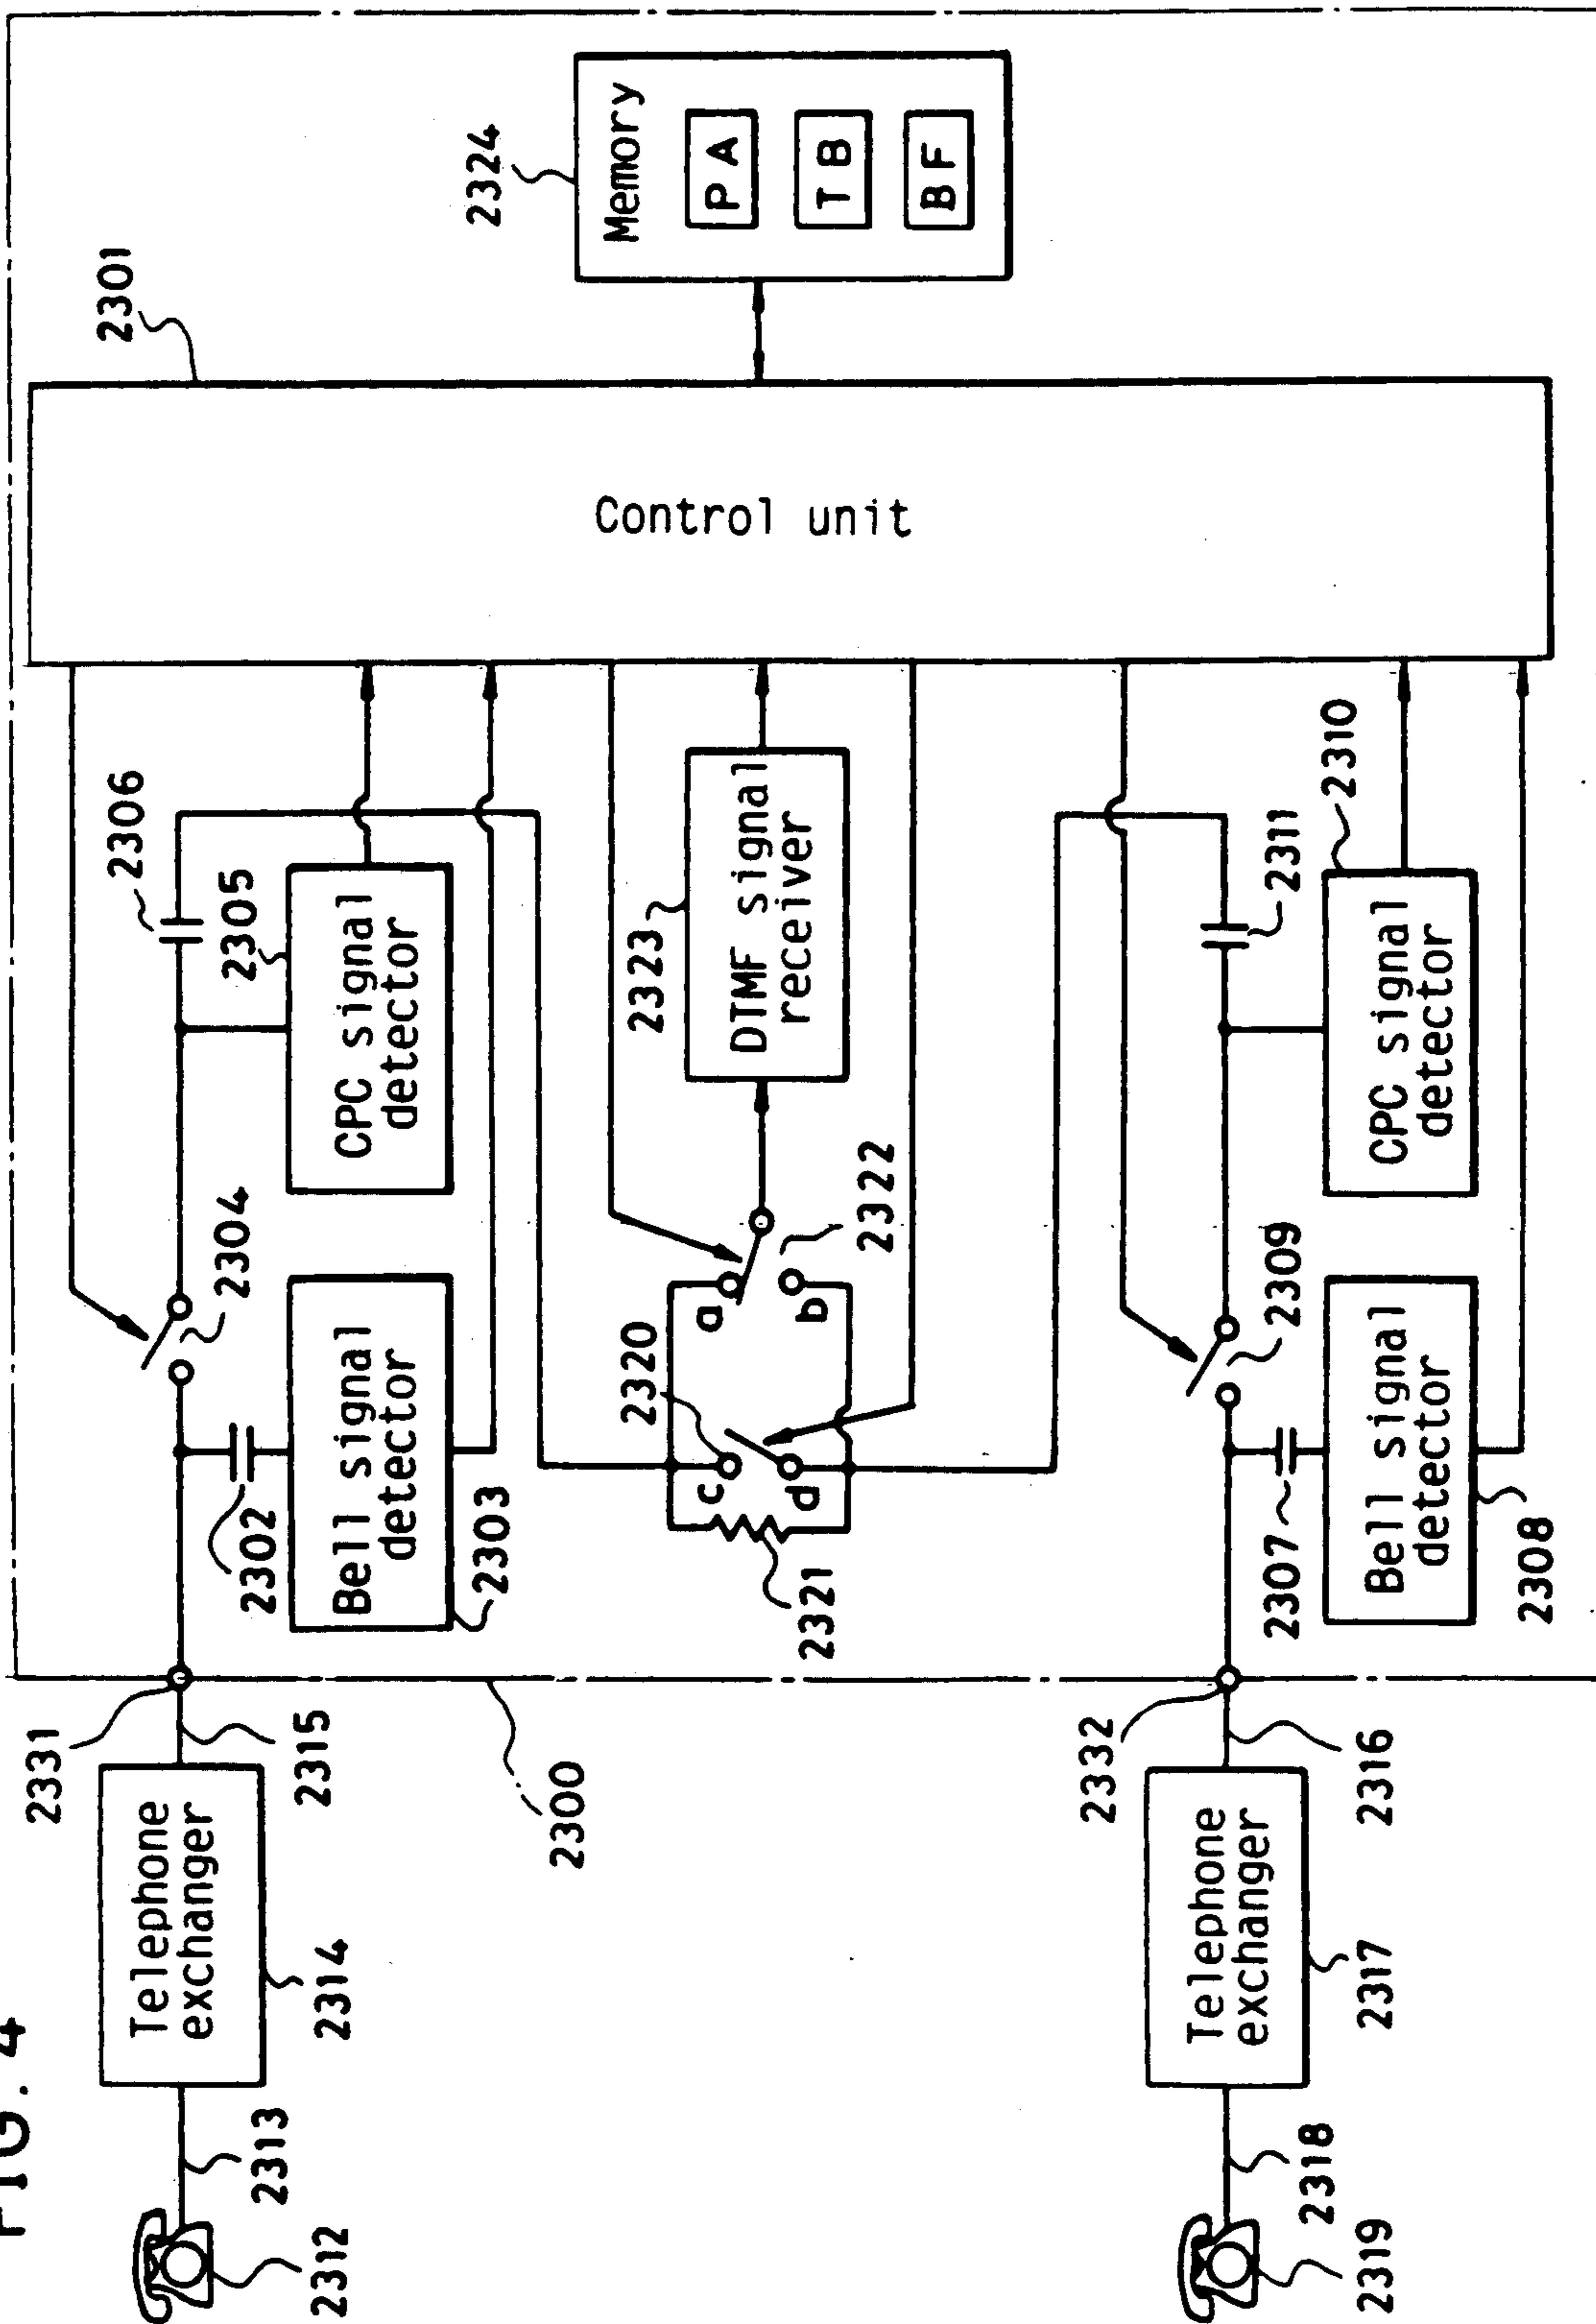 FIG. 4
2312
2313
Telephone
exchanger
2314
2331
2315
2300
2302
Bell signal
detector
2303
2304
CPC signal
detector
2305
2306
2301
Control unit
2324
Memory
PA
TB
BF
2321
2320
c
d
a
b
2322
DTMF signal
receiver
2323
2319
2318
Telephone
exchanger
2317
2332
2316
2307
Bell signal
detector
2308
2309
CPC signal
detector
2310
2311